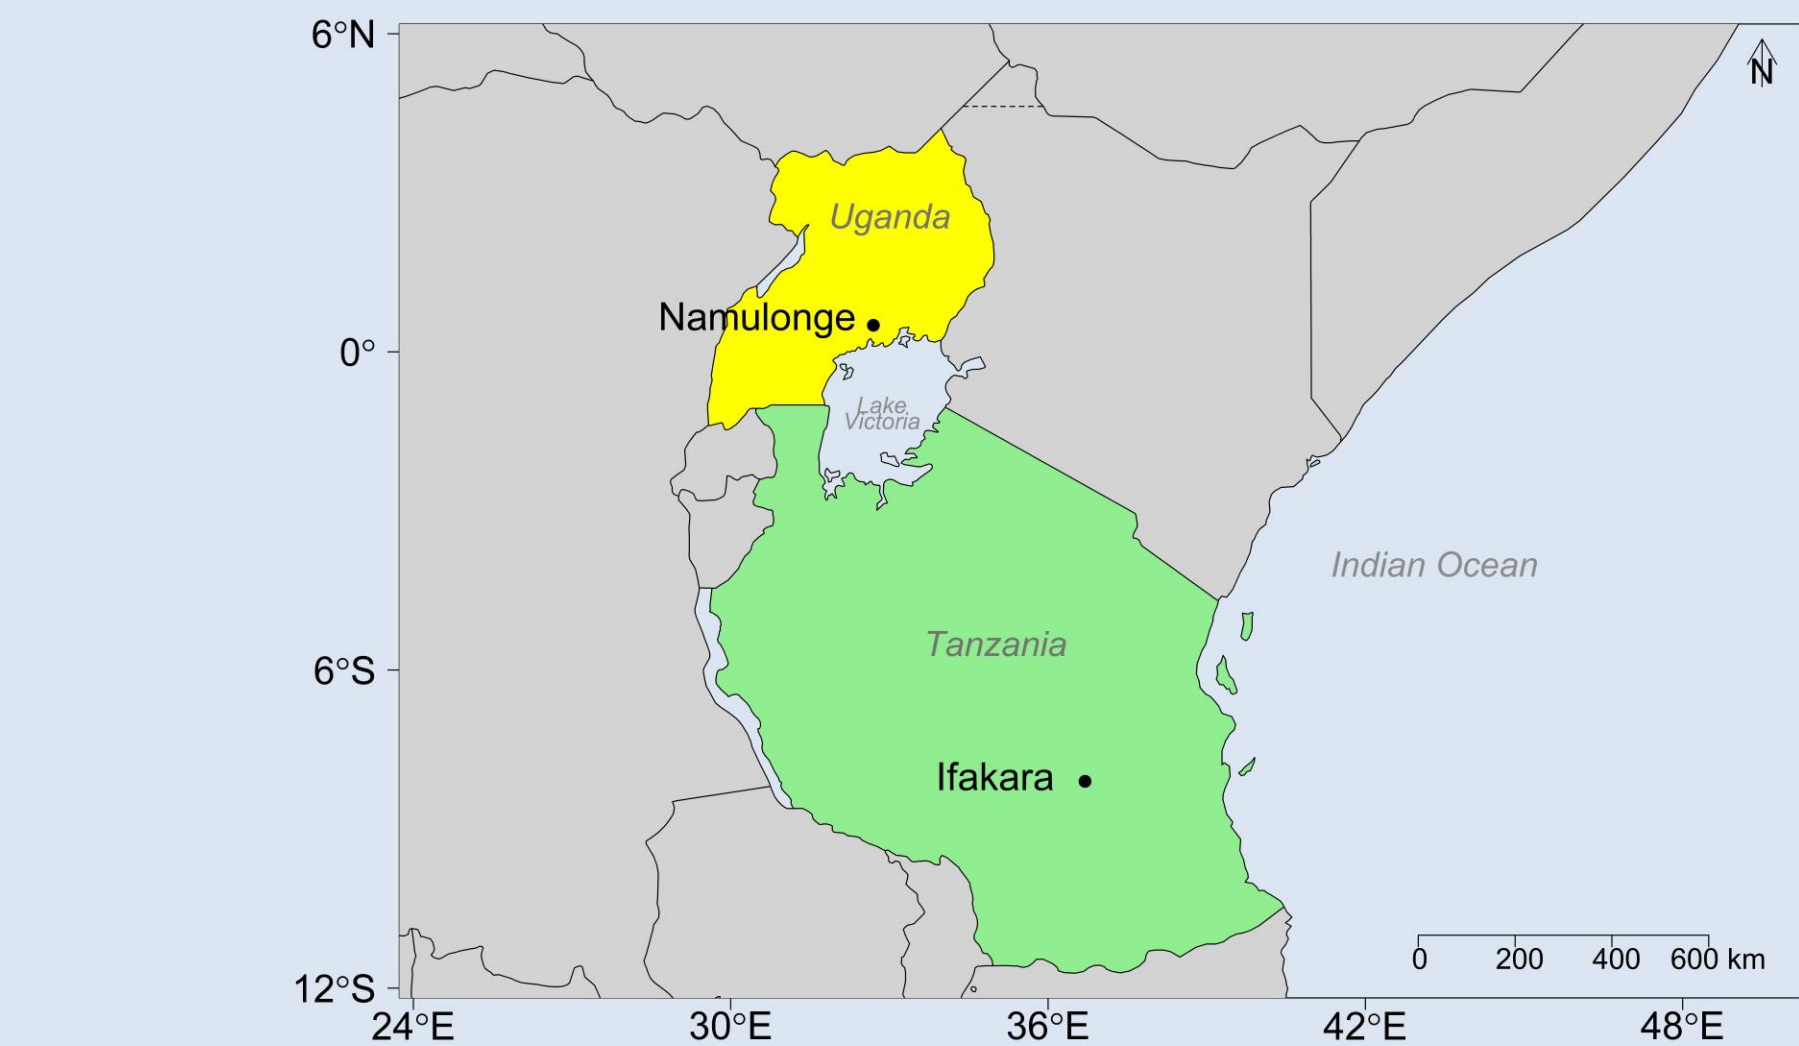 6°N
N
Uganda
Namulonge
0°
Lake
Victoria
Indian Ocean
Tanzania
6°S
Ifakara
0 200 400 600 km
12°S
24°E 30°E 36°E 42°E 48°E